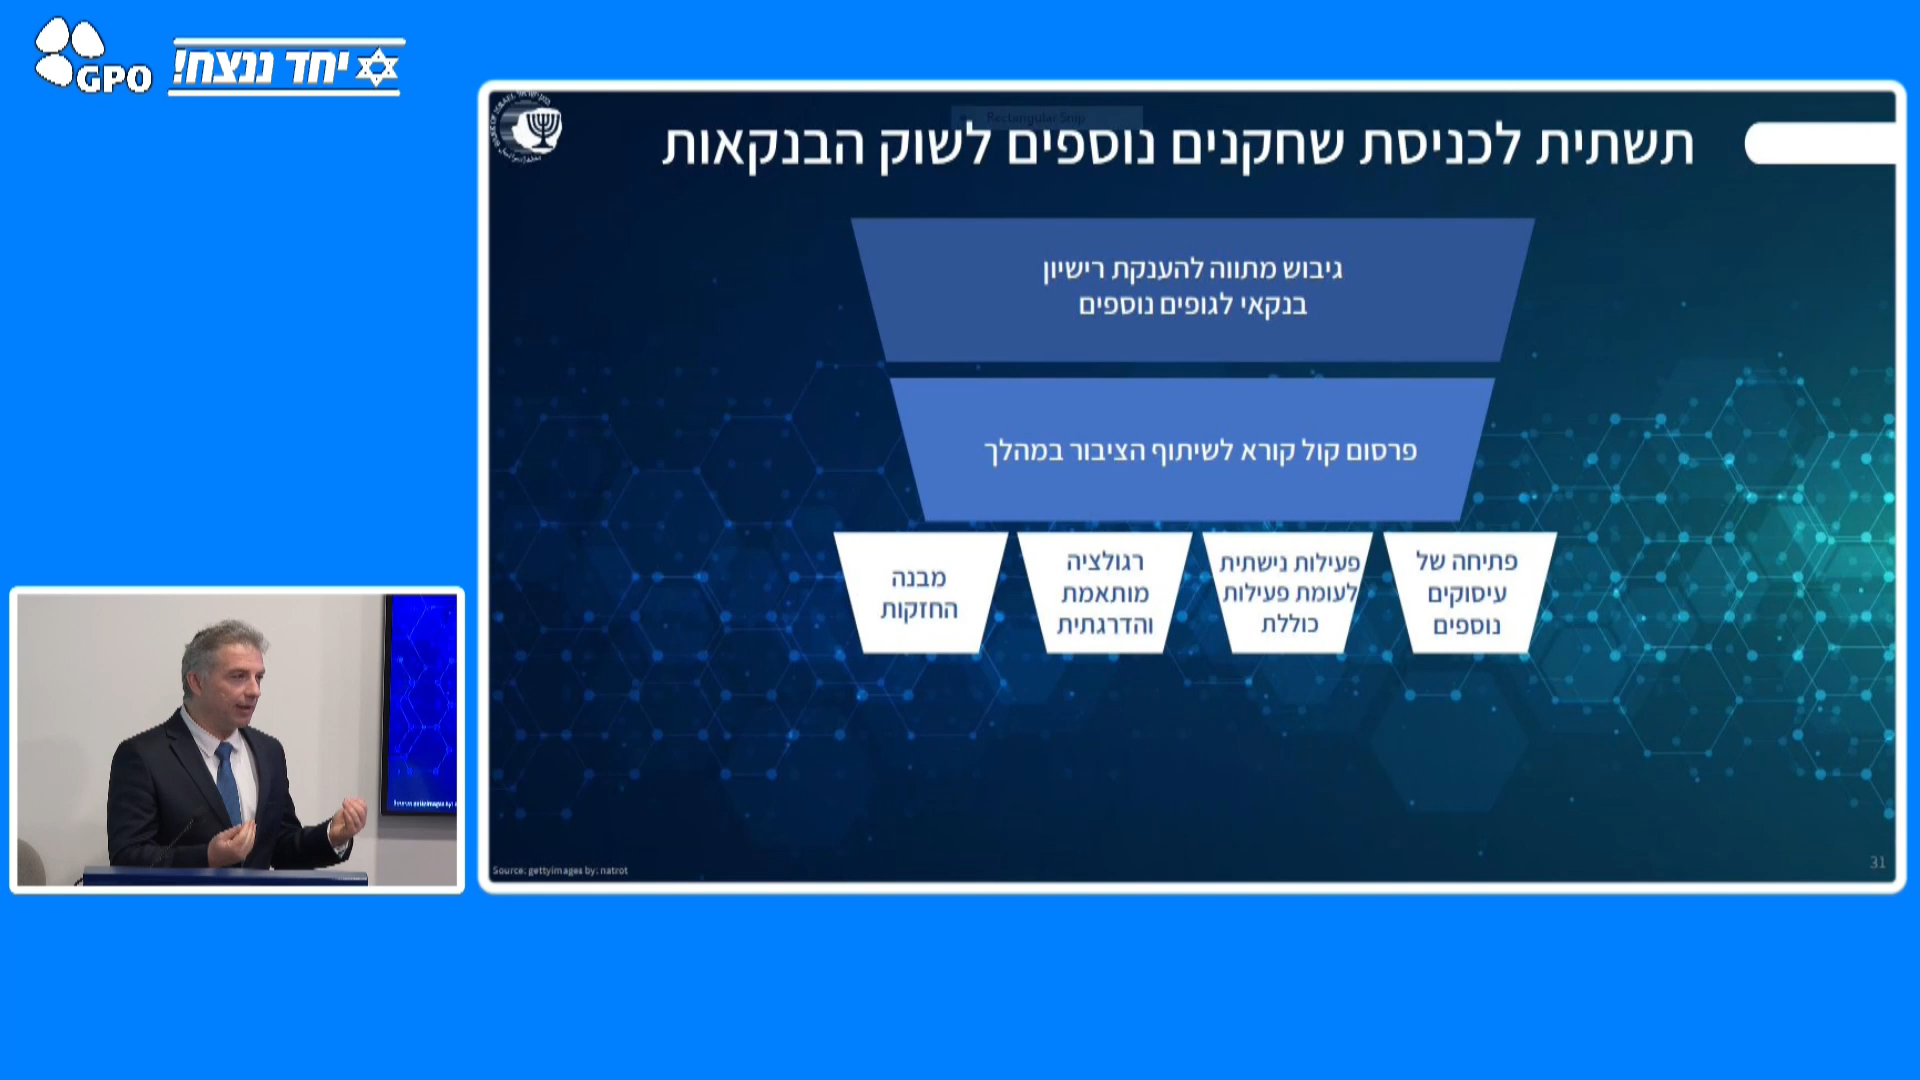 GPO
יחד ננצח!
Rectangular Snip
תשתית לכניסת שחקנים נוספים לשוק הבנקאות
גיבוש מתווה להענקת רישיון
בנקאי לגופים נוספים
פרסום קול קורא לשיתוף הציבור במהלך
פתיחה של
עיסוקים
נוספים
פעילות נישתית
לעומת פעילות
כוללת
רגולציה
מותאמת
והדרגתית
מבנה
החזקות
Source: gettyimages by: natrot
31